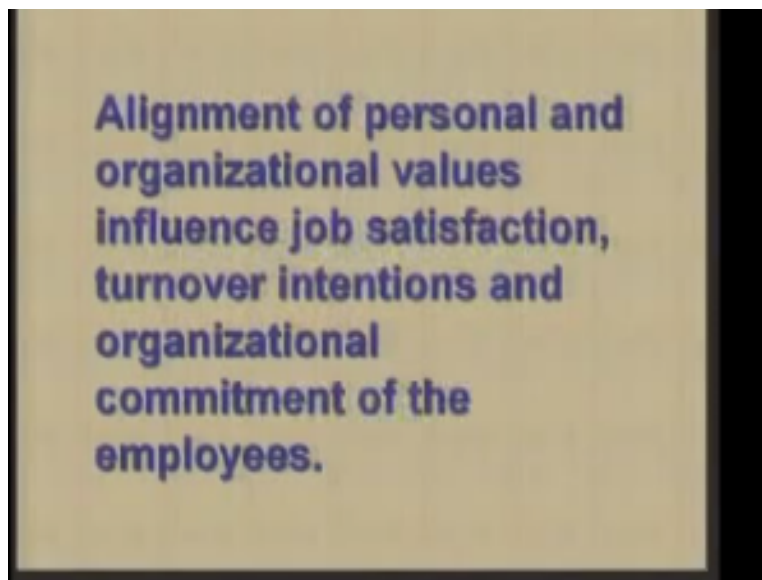 Alignment of personal and
organizational values
influence job satisfaction,
turnover intentions and
organizational
commitment of the
employees.